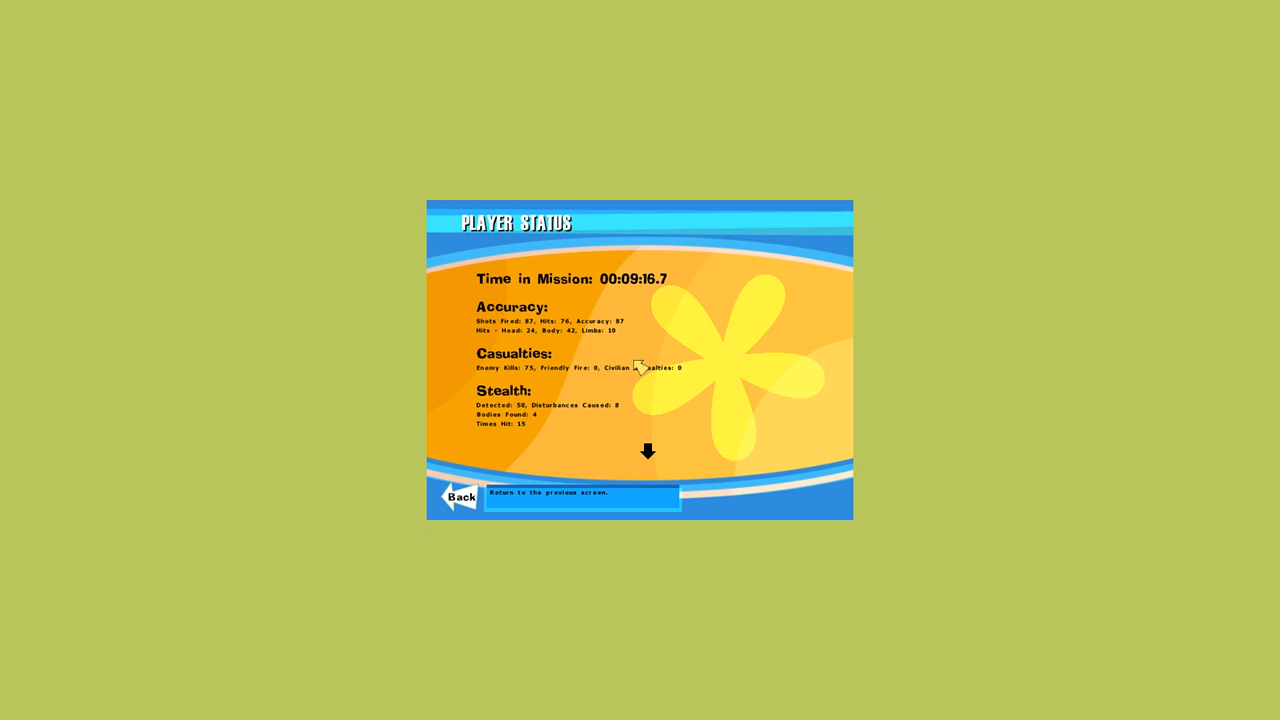 PLAYER STATUS
Time in Mission: 00:09:16.7
Accuracy:
Shots Fired: 87, Hits: 76, Accuracy: 87
Hits - Head: 24, Body: 42, Limbs: 10
Casualties:
Enemy Kills: 75, Friendly Fire: 0, Civilian alties: 0
Stealth:
Detected: 50, Disturbances Caused: 8
Bodies Found: 4
Times Hit: 15
Back
Return to the previous screen.